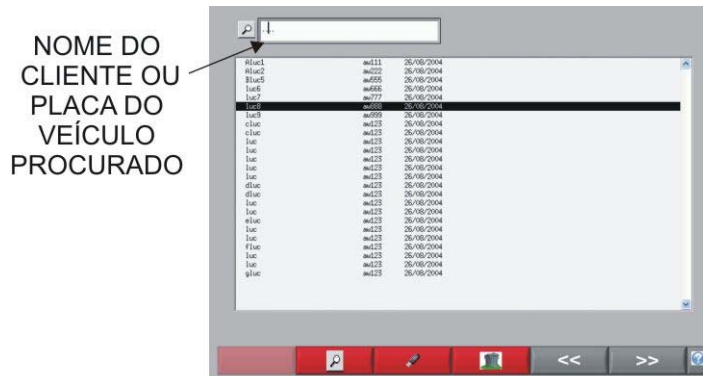 NOME DO
CLIENTE OU
PLACA DO
VEÍCULO
PROCURADO
Aluc1 aw111 26/08/2004
Aluc2 aw222 26/08/2004
Bluc5 aw555 26/08/2004
luc6 aw666 26/08/2004
luc7 aw777 26/08/2004
luc8 aw888 26/08/2004
luc9 aw999 26/08/2004
cluc aw123 26/08/2004
cluc aw123 26/08/2004
luc aw123 26/08/2004
luc aw123 26/08/2004
luc aw123 26/08/2004
luc aw123 26/08/2004
luc aw123 26/08/2004
dluc aw123 26/08/2004
dluc aw123 26/08/2004
luc aw123 26/08/2004
luc aw123 26/08/2004
eluc aw123 26/08/2004
luc aw123 26/08/2004
luc aw123 26/08/2004
fluc aw123 26/08/2004
luc aw123 26/08/2004
luc aw123 26/08/2004
gluc aw123 26/08/2004
<< >> ?